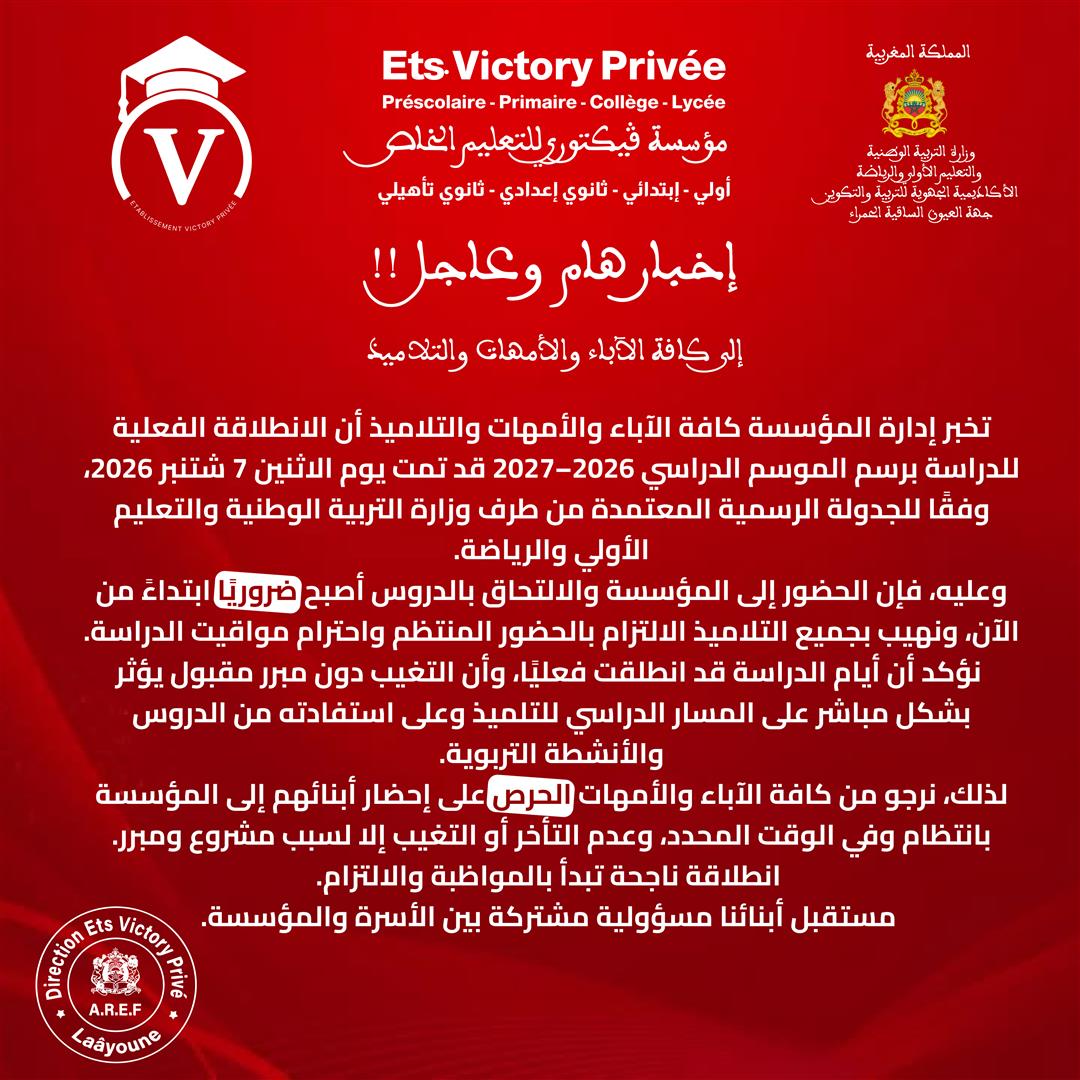 Ets. Victory Privée
Préscolaire - Primaire - Collège - Lycée
مؤسسة ڤيكتوري للتعليم الخاص
أولي - إبتدائي - ثانوي إعدادي - ثانوي تأهيلي
V
ETABLISSEMENT VICTORY PRIVÉE
المملكة المغربية
وزارة التربية الوطنية
والتعليم الأولي والرياضة
الأكاديمية الجهوية للتربية والتكوين
جهة العيون الساقية الحمراء
إخبار هام وعاجل!!
إلى كافة الآباء والأمهات والتلاميذ
تخبر إدارة المؤسسة كافة الآباء والأمهات والتلاميذ أن الانطلاقة الفعلية
للدراسة برسم الموسم الدراسي 2026–2027 قد تمت يوم الاثنين 7 شتنبر 2026،
وفقًا للجدولة الرسمية المعتمدة من طرف وزارة التربية الوطنية والتعليم
الأولي والرياضة.
وعليه، فإن الحضور إلى المؤسسة والالتحاق بالدروس أصبح ضروريًا ابتداءً من
الآن، ونهيب بجميع التلاميذ الالتزام بالحضور المنتظم واحترام مواقيت الدراسة.
نؤكد أن أيام الدراسة قد انطلقت فعليًا، وأن التغيب دون مبرر مقبول يؤثر
بشكل مباشر على المسار الدراسي للتلميذ وعلى استفادته من الدروس
والأنشطة التربوية.
لذلك، نرجو من كافة الآباء والأمهات الحرص على إحضار أبنائهم إلى المؤسسة
بانتظام وفي الوقت المحدد، وعدم التأخر أو التغيب إلا لسبب مشروع ومبرر.
انطلاقة ناجحة تبدأ بالمواظبة والالتزام.
مستقبل أبنائنا مسؤولية مشتركة بين الأسرة والمؤسسة.
Direction Ets Victory Privé
A.R.E.F
Laâyoune